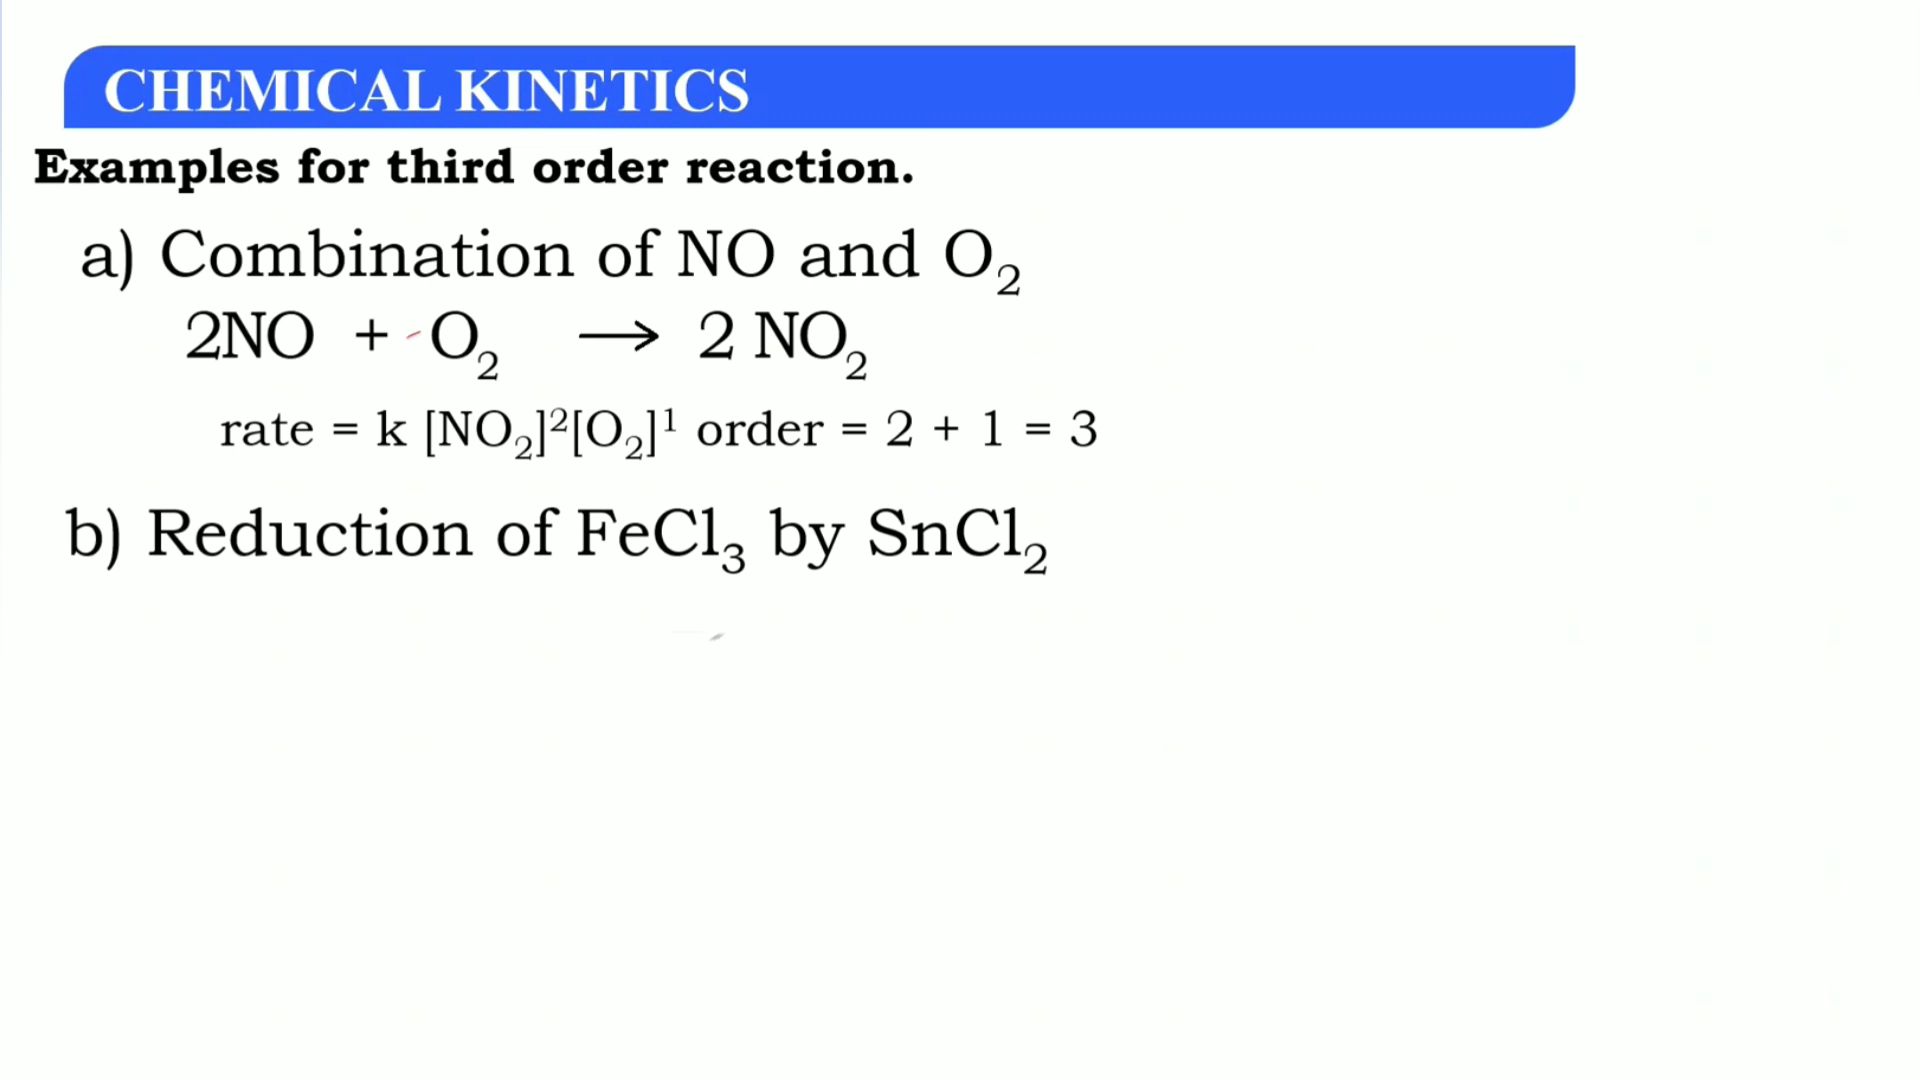 CHEMICAL KINETICS
Examples for third order reaction.
a) Combination of NO and O₂
2NO + O₂ → 2 NO₂
rate = k [NO₂]²[O₂]¹ order = 2 + 1 = 3
b) Reduction of FeCl₃ by SnCl₂